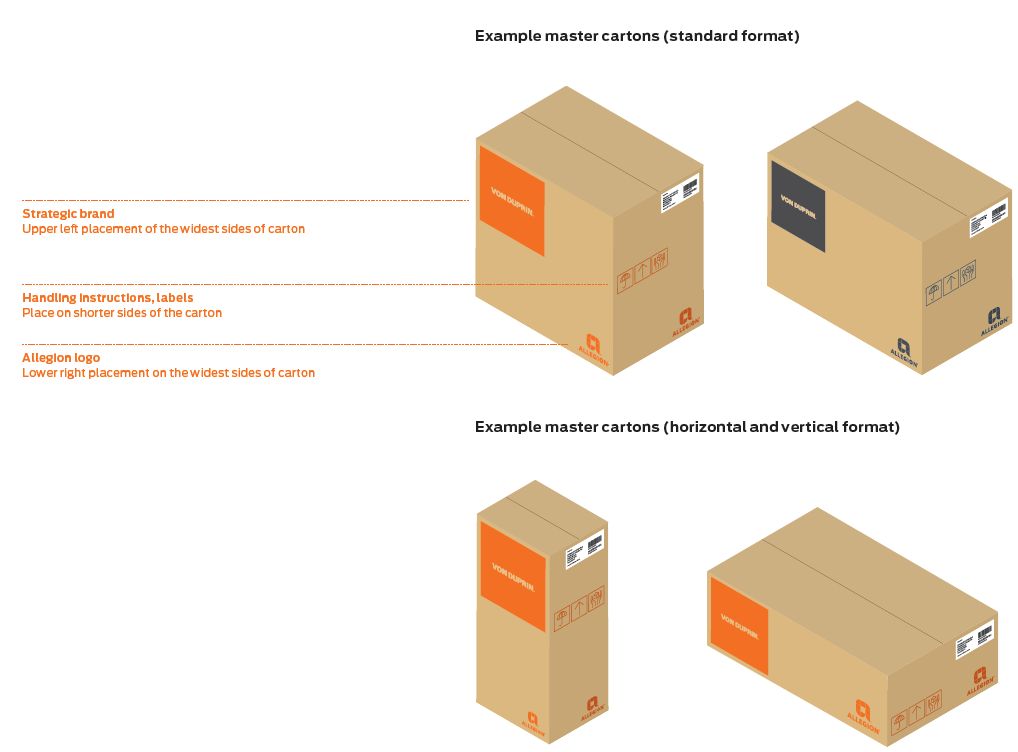 Example master cartons (standard format)
Strategic brand
Upper left placement of the widest sides of carton
Handling instructions, labels
Place on shorter sides of the carton
Allegion logo
Lower right placement on the widest sides of carton
VON DUPRIN.
ALLEGION
ALLEGION
VON DUPRIN.
ALLEGION
ALLEGION
Example master cartons (horizontal and vertical format)
VON DUPRIN.
ALLEGION
ALLEGION
VON DUPRIN.
ALLEGION
ALLEGION